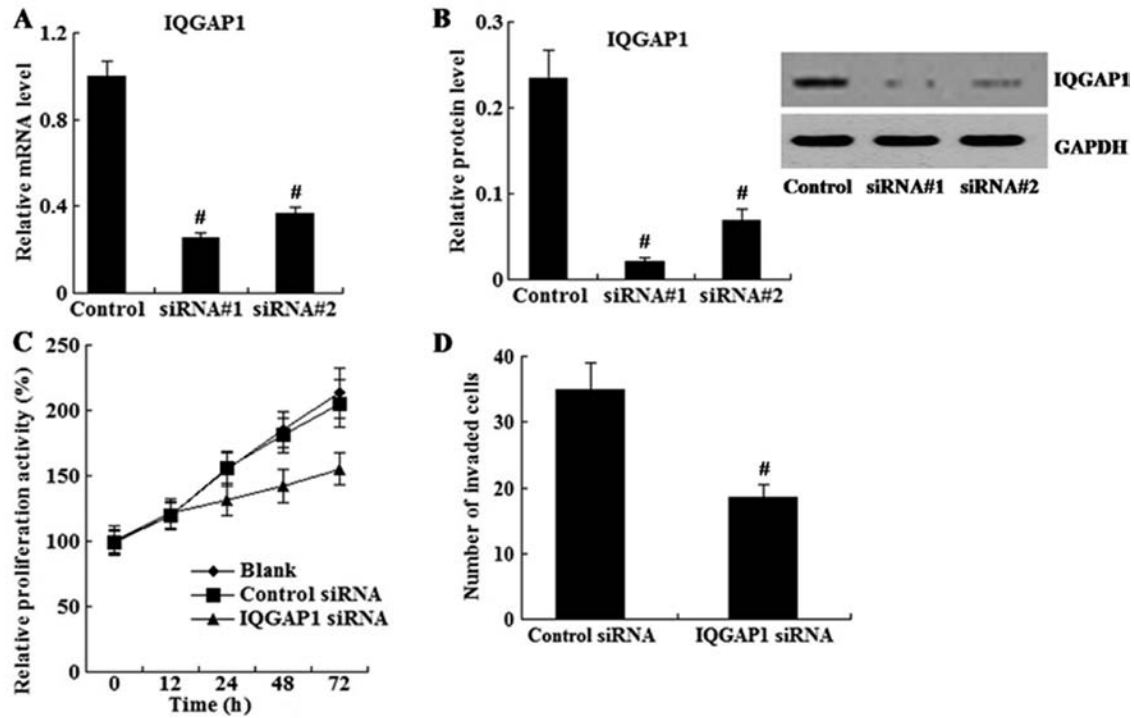 A
IQGAP1
Relative mRNA level
1.2
0.8
0.4
0
#
#
Control
siRNA#1
siRNA#2
B
IQGAP1
Relative protein level
0.3
0.2
0.1
0
#
#
Control
siRNA#1
siRNA#2
IQGAP1
GAPDH
Control
siRNA#1
siRNA#2
C
Relative proliferation activity (%)
250
200
150
100
50
0
Blank
Control siRNA
IQGAP1 siRNA
0
12
24
48
72
Time (h)
D
Number of invaded cells
40
30
20
10
0
#
Control siRNA
IQGAP1 siRNA